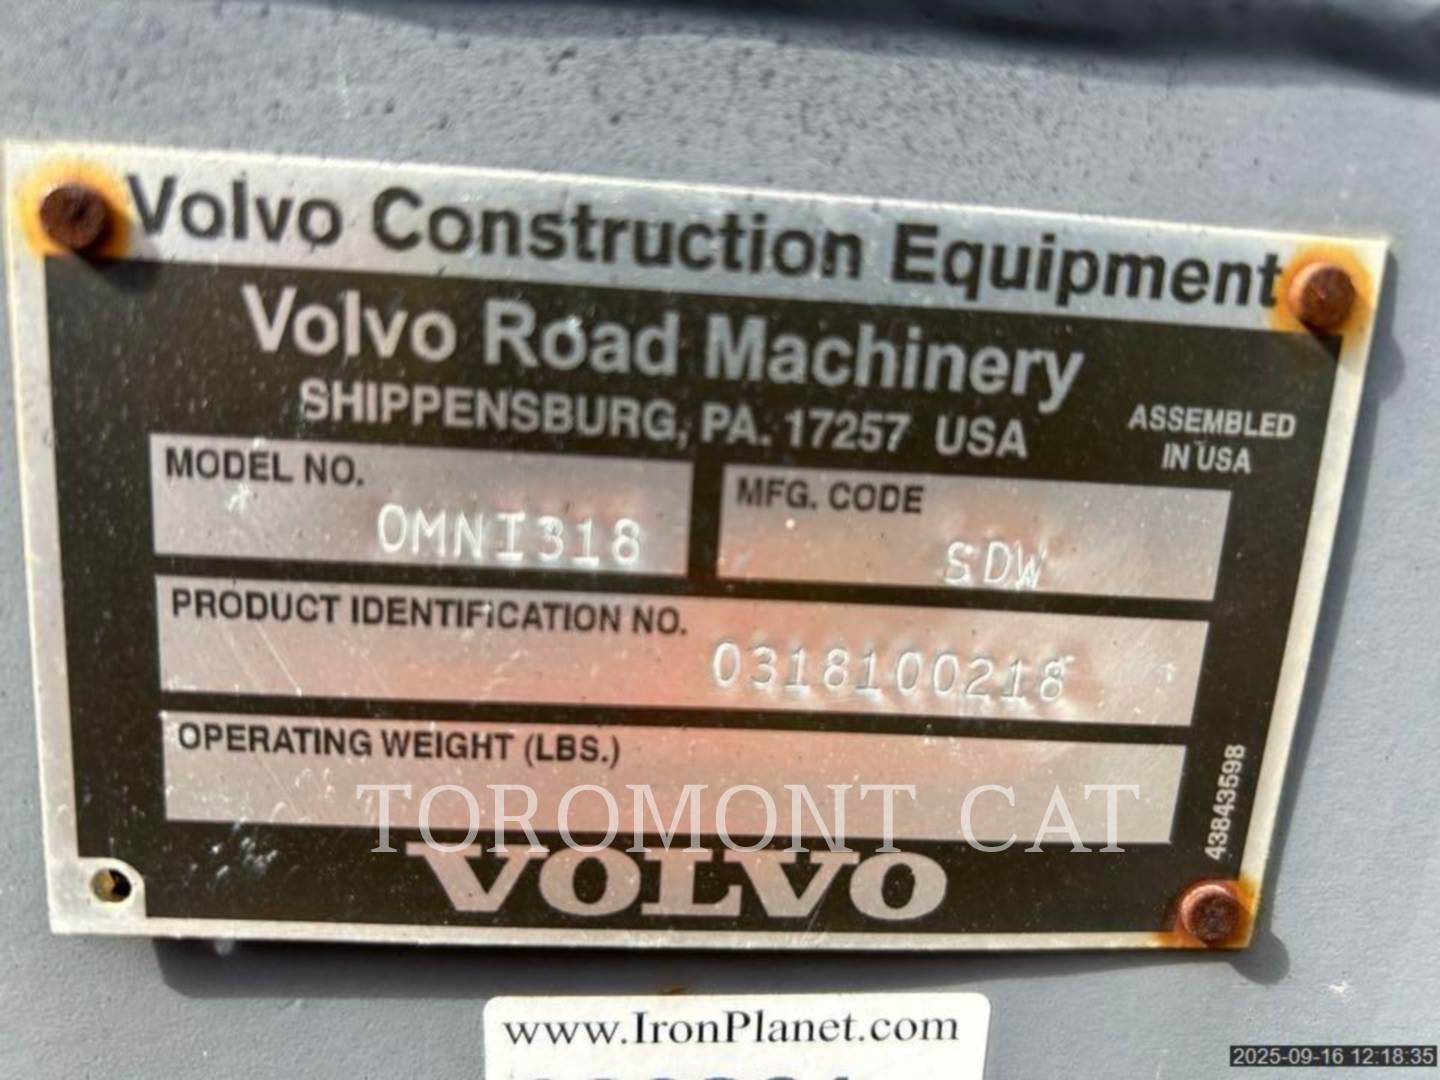 Volvo Construction Equipment
Volvo Road Machinery
SHIPPENSBURG, PA. 17257 USA
ASSEMBLED
IN USA
MODEL NO.
OMNI318
MFG. CODE
SDW
PRODUCT IDENTIFICATION NO.
0318100218
OPERATING WEIGHT (LBS.)
43843598
TOROMONT CAT
VOLVO
www.IronPlanet.com
2025-09-16 12:18:35